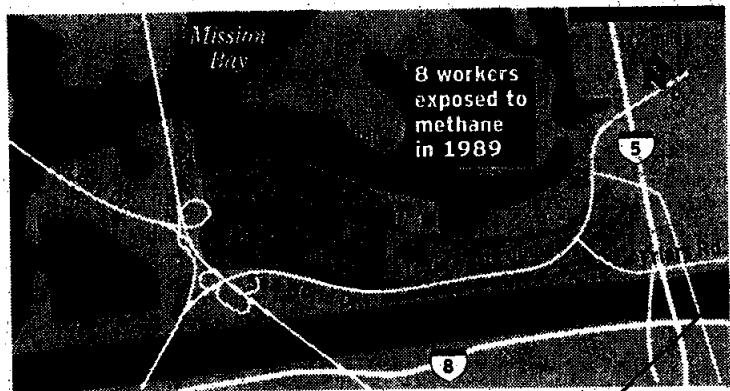 Mission
Bay
8 workers
exposed to
methane
in 1989
5
8